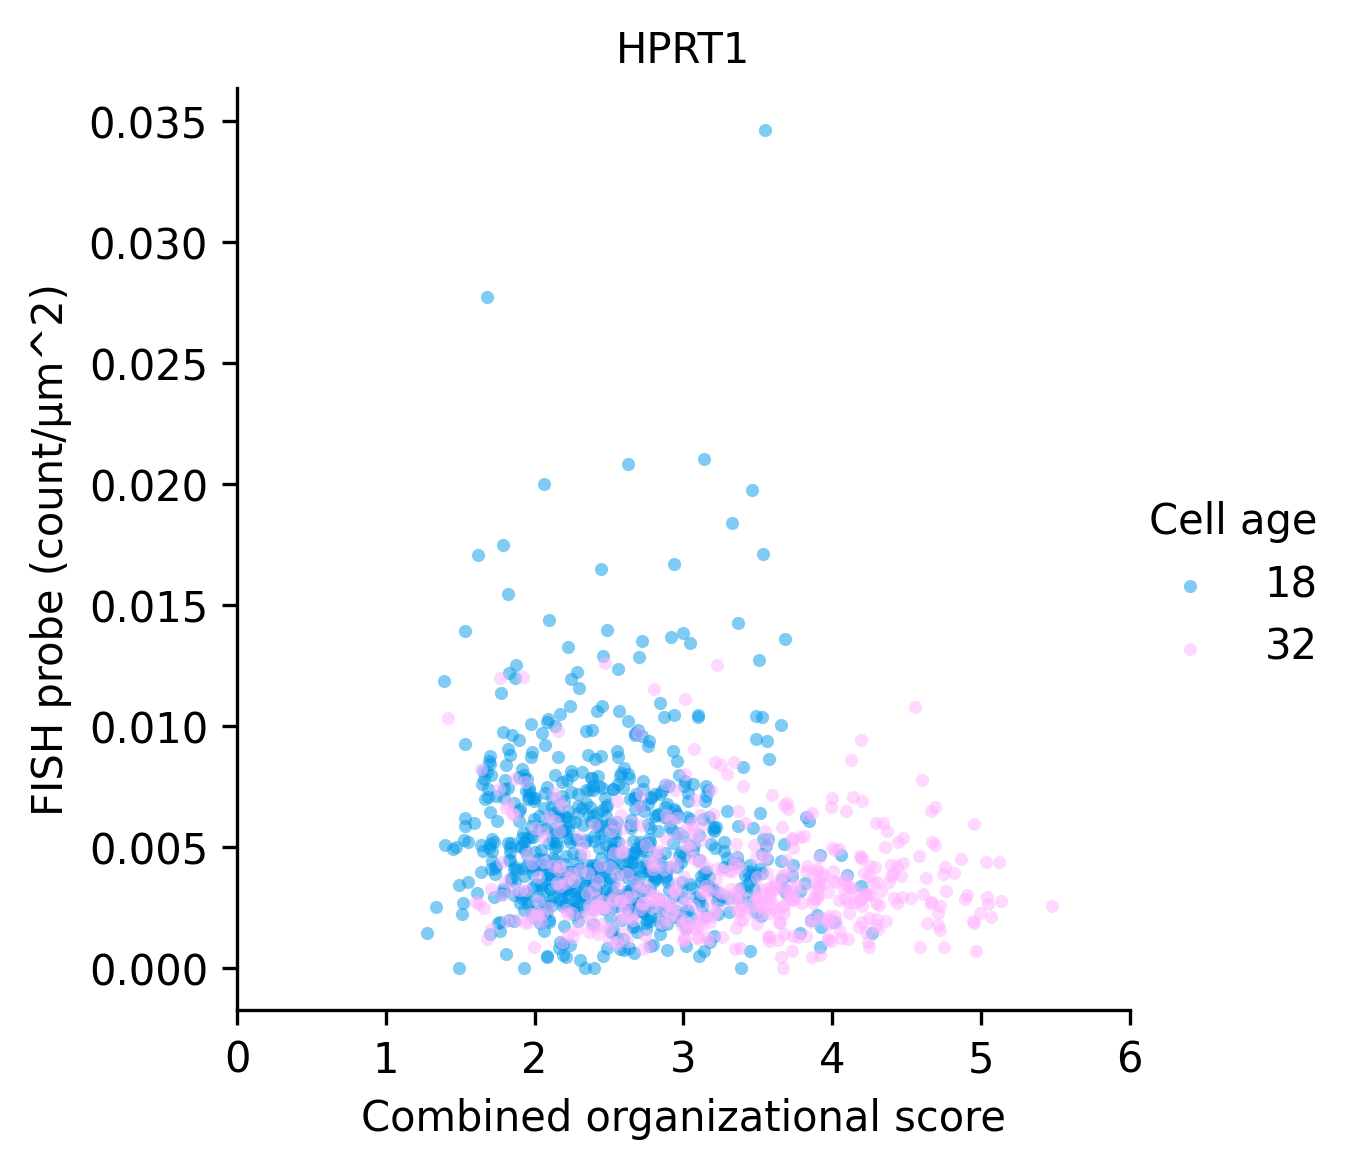 HPRT1
FISH probe (count/μm^2)
0.035
0.030
0.025
0.020
0.015
0.010
0.005
0.000
0 1 2 3 4 5 6
Combined organizational score
Cell age
18
32